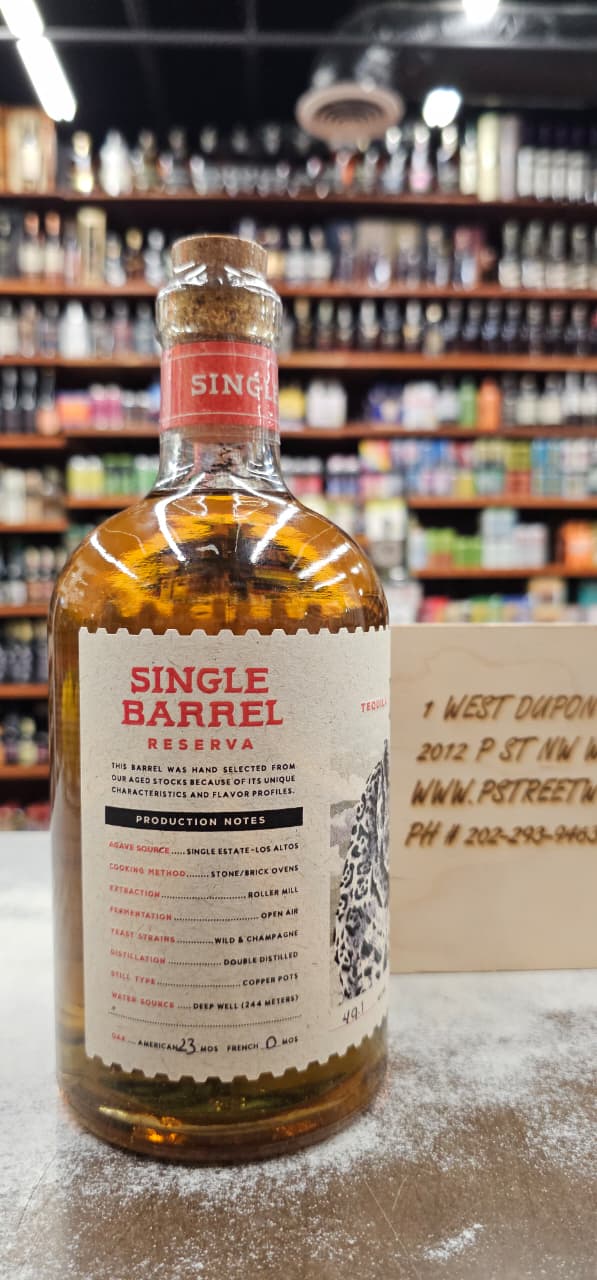 SINGL
SINGLE
BARREL
RESERVA
THIS BARREL WAS HAND SELECTED FROM
OUR AGED STOCKS BECAUSE OF ITS UNIQUE
CHARACTERISTICS AND FLAVOR PROFILES.
PRODUCTION NOTES
AGAVE SOURCE ..... SINGLE ESTATE-LOS ALTOS
COOKING METHOD ....... STONE/BRICK OVENS
EXTRACTION ........................ ROLLER MILL
FERMENTATION ........................ OPEN AIR
YEAST STRAINS ........... WILD & CHAMPAGNE
DISTILLATION ............... DOUBLE DISTILLED
STILL TYPE ........................ COPPER POTS
WATER SOURCE ..... DEEP WELL (244 METERS)
OAK ... AMERICAN 23 MOS FRENCH 0 MOS
TEQUILA
49.1
1 WEST DUPON
2012 P ST NW W
WWW.PSTREETW
PH # 202-293-9463